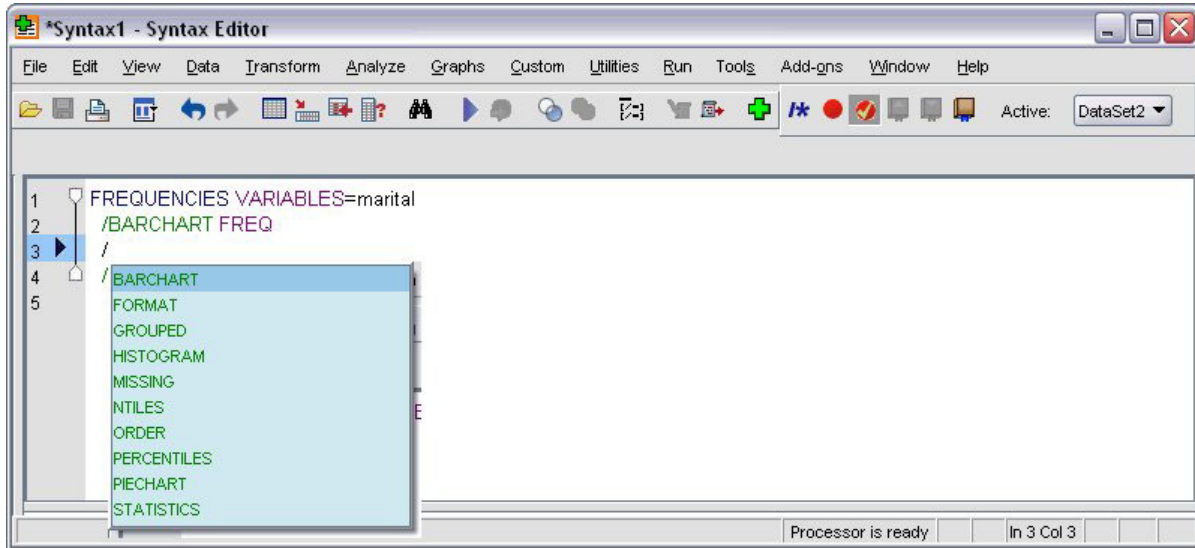 *Syntax1 - Syntax Editor
File Edit View Data Transform Analyze Graphs Custom Utilities Run Tools Add-ons Window Help
Active: DataSet2
1 FREQUENCIES VARIABLES=marital
2 /BARCHART FREQ
3 /
4 /
5
BARCHART
FORMAT
GROUPED
HISTOGRAM
MISSING
NTILES
ORDER
PERCENTILES
PIECHART
STATISTICS
Processor is ready In 3 Col 3